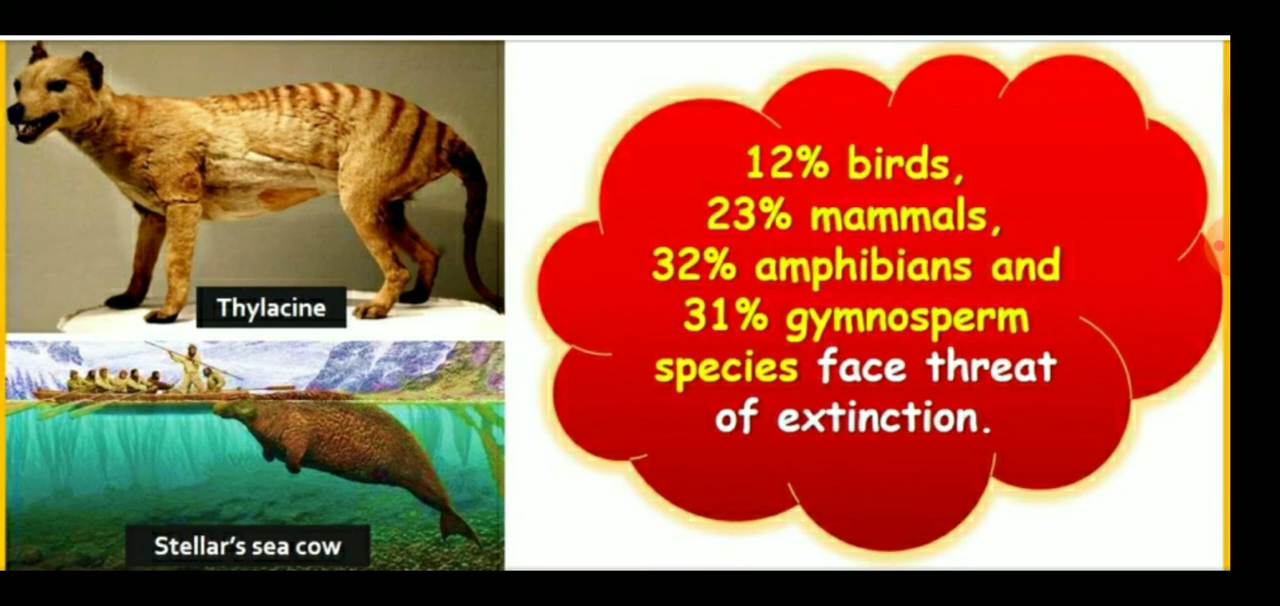 Thylacine
Stellar's sea cow
12% birds,
23% mammals,
32% amphibians and
31% gymnosperm
species face threat
of extinction.